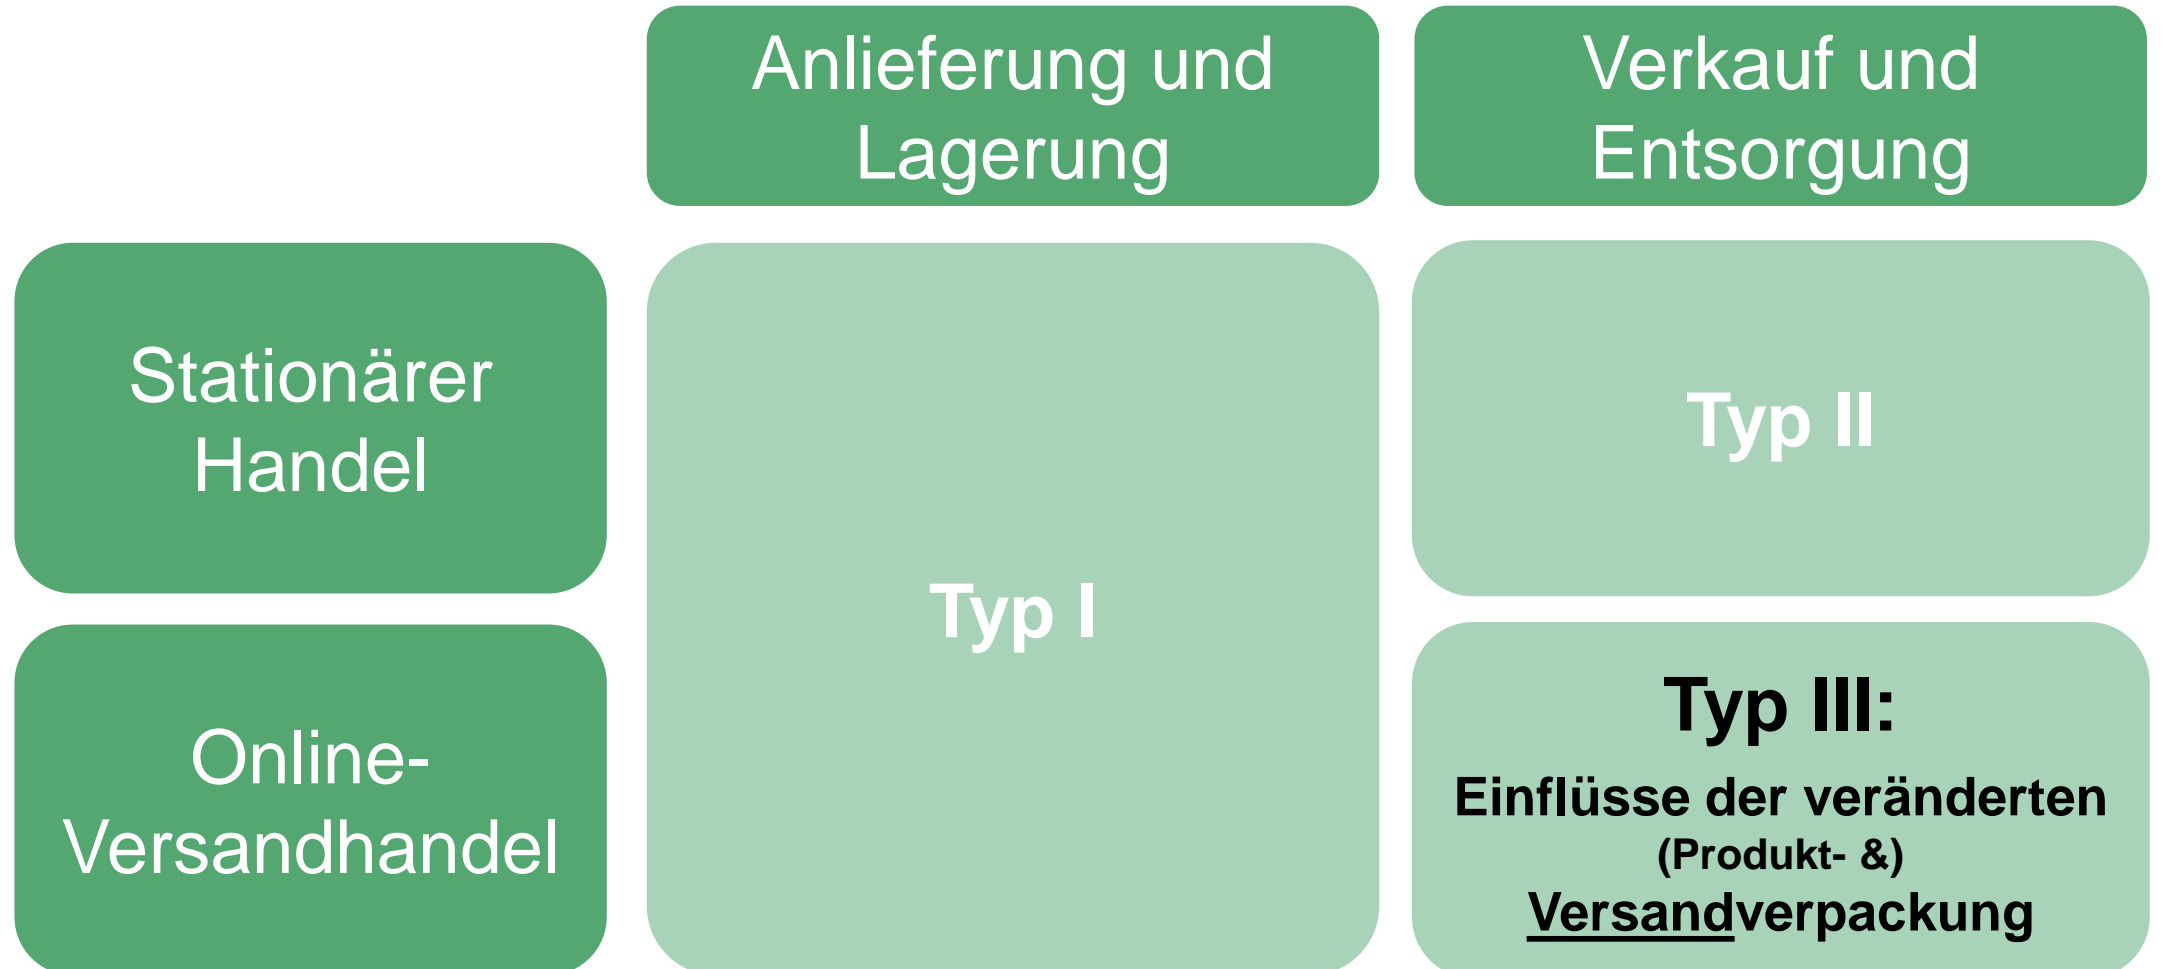 Anlieferung und
Lagerung
Verkauf und
Entsorgung
Stationärer
Handel
Typ I
Typ II
Online-
Versandhandel
Typ III:
Einflüsse der veränderten
(Produkt- &)
Versandverpackung